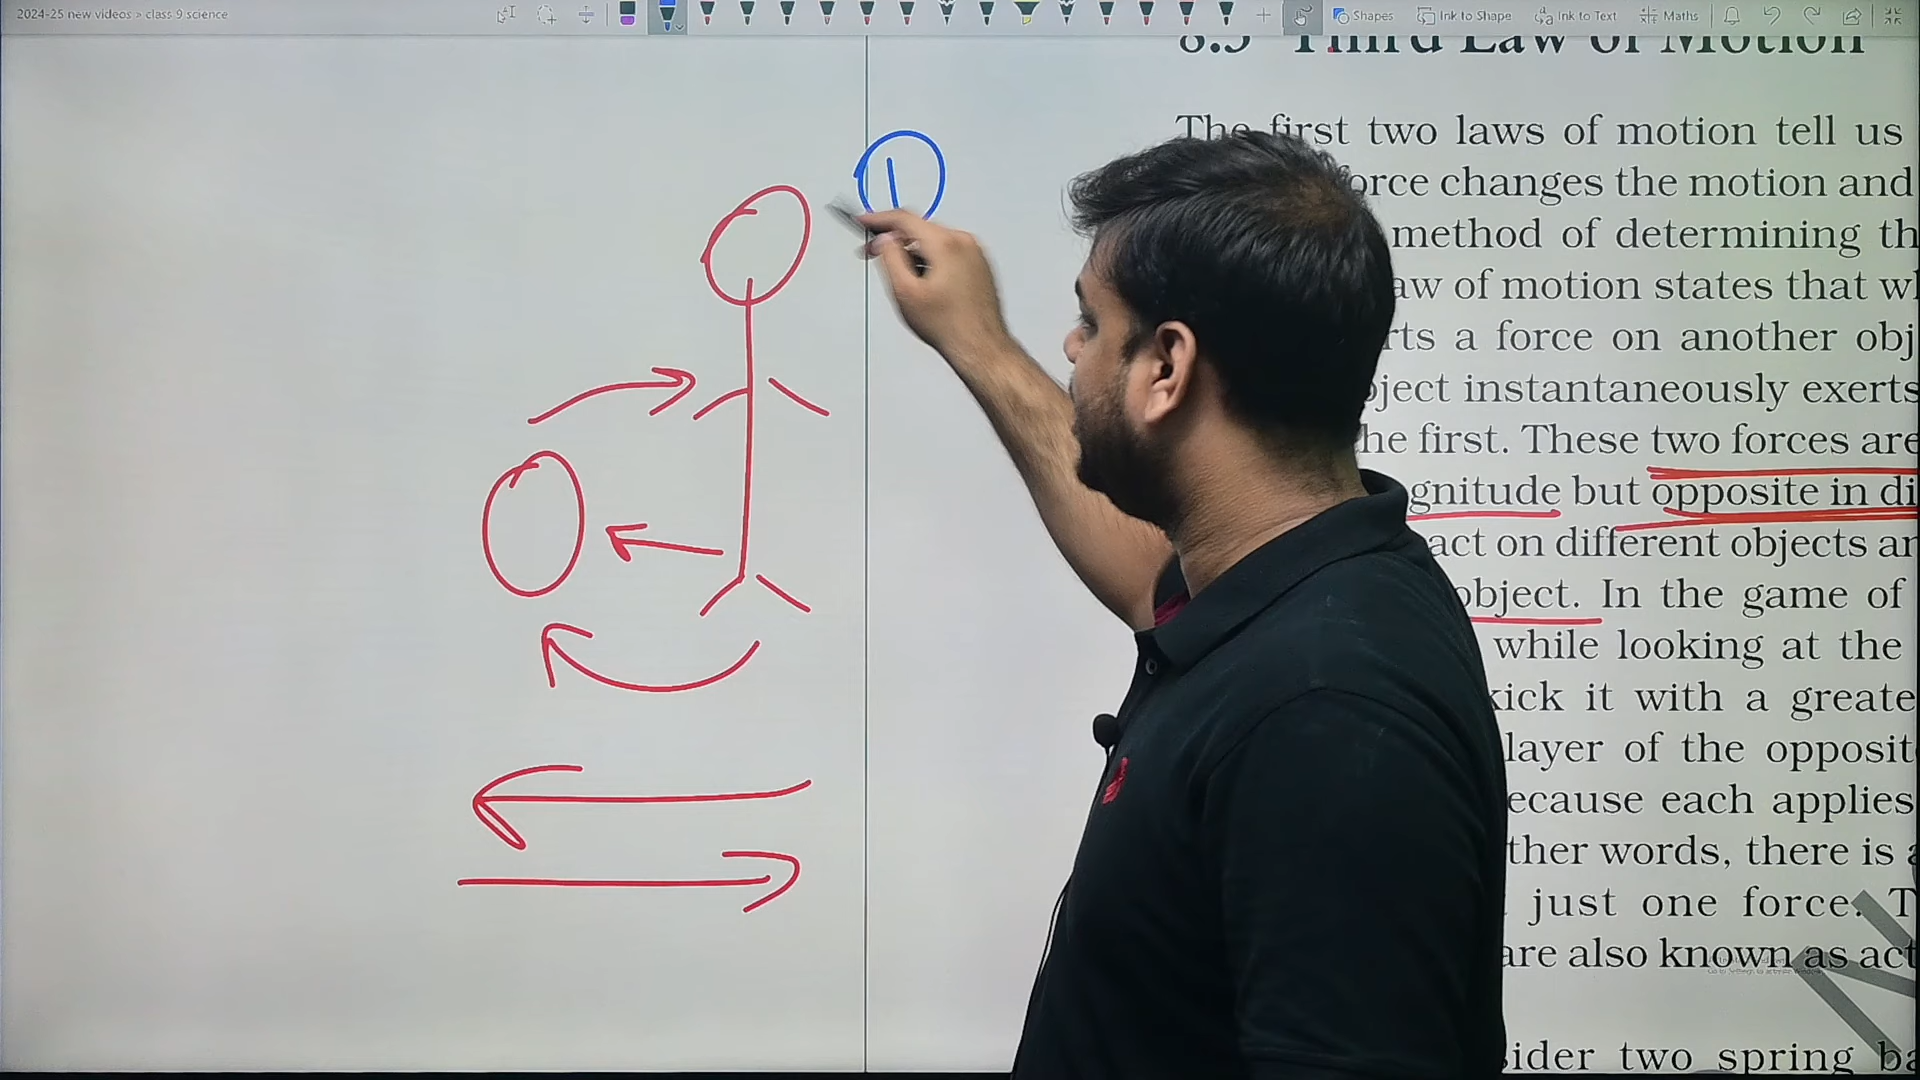 2024-25 new videos » class 9 science
Shapes
Ink to Shape
Ink to Text
Maths
8.5 Third Law of Motion
The first two laws of motion tell us
force changes the motion and
method of determining th
aw of motion states that w
rts a force on another obj
ject instantaneously exerts
he first. These two forces are
gnitude but opposite in di
act on different objects an
object. In the game of
while looking at the
kick it with a greate
layer of the opposit
ecause each applies
ther words, there is a
just one force. T
are also known as act
sider two spring ba
1